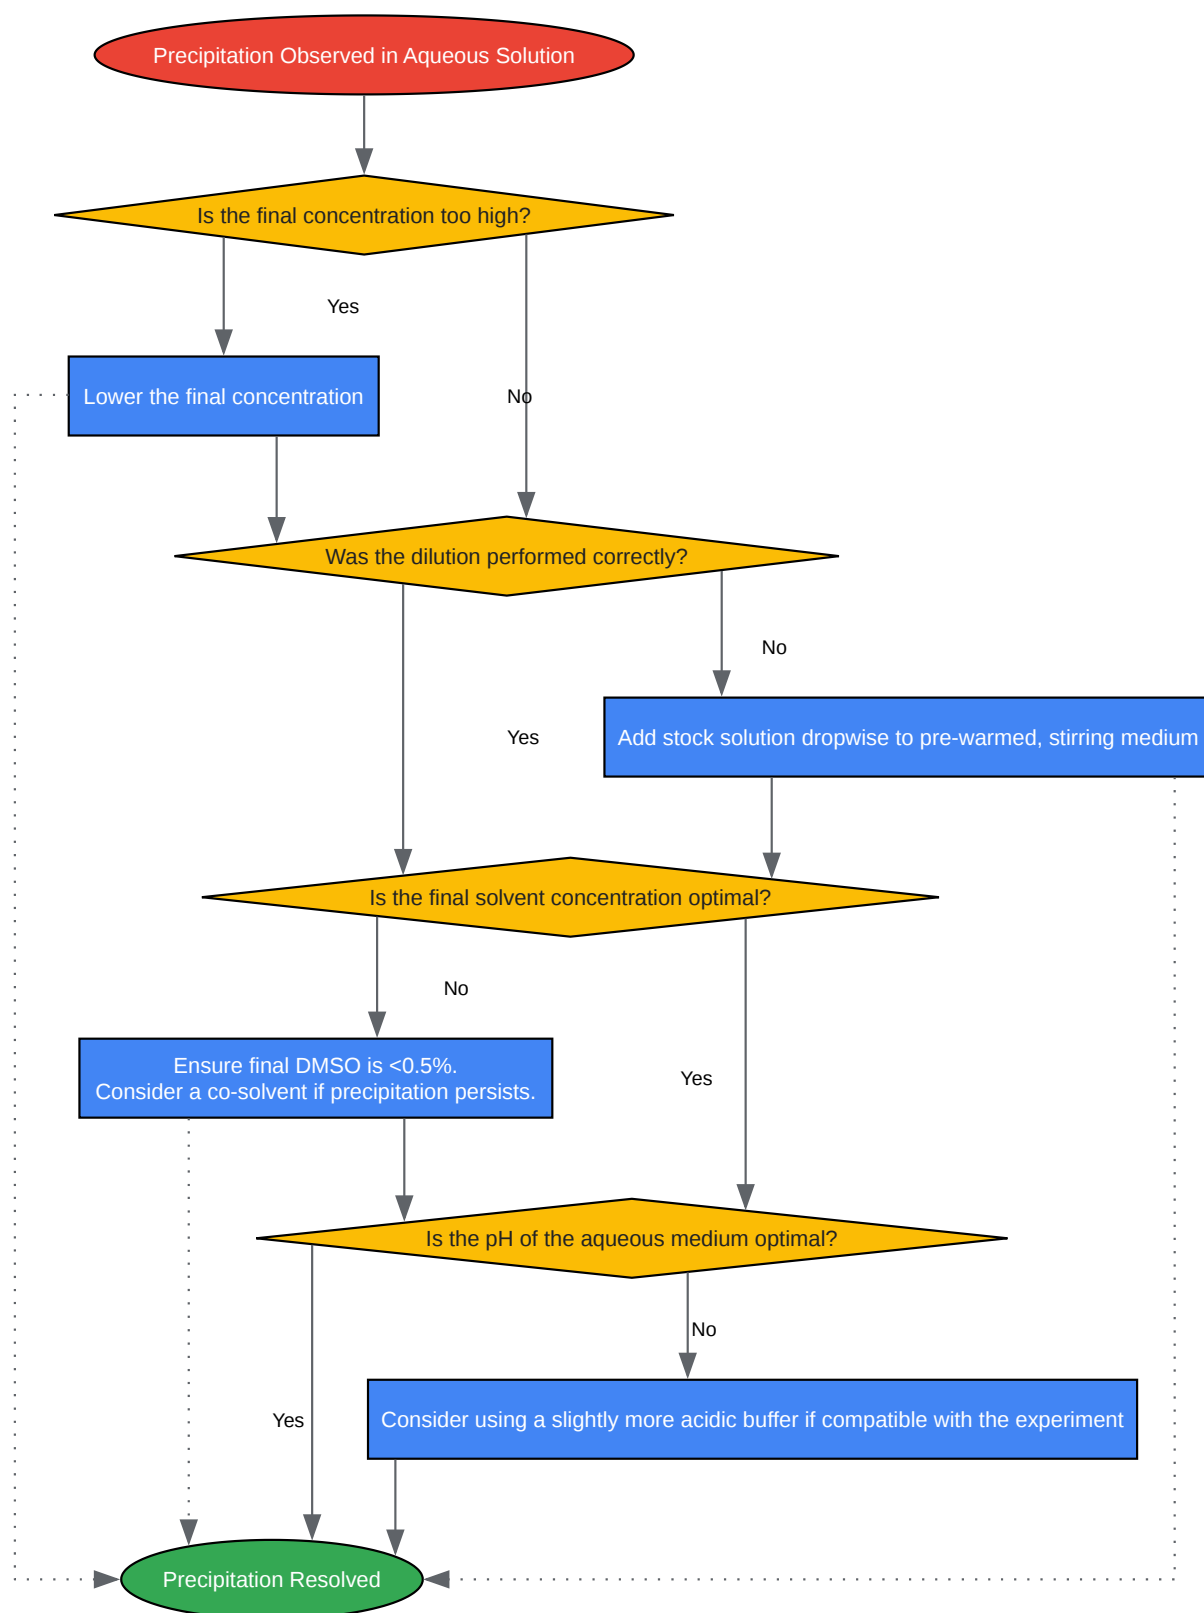 Precipitation Observed in Aqueous Solution
Is the final concentration too high?
Yes
Lower the final concentration
No
Was the dilution performed correctly?
No
Yes
Add stock solution dropwise to pre-warmed, stirring medium
Is the final solvent concentration optimal?
No
Ensure final DMSO is <0.5%.
Consider a co-solvent if precipitation persists.
Yes
Is the pH of the aqueous medium optimal?
No
Yes
Consider using a slightly more acidic buffer if compatible with the experiment
Precipitation Resolved